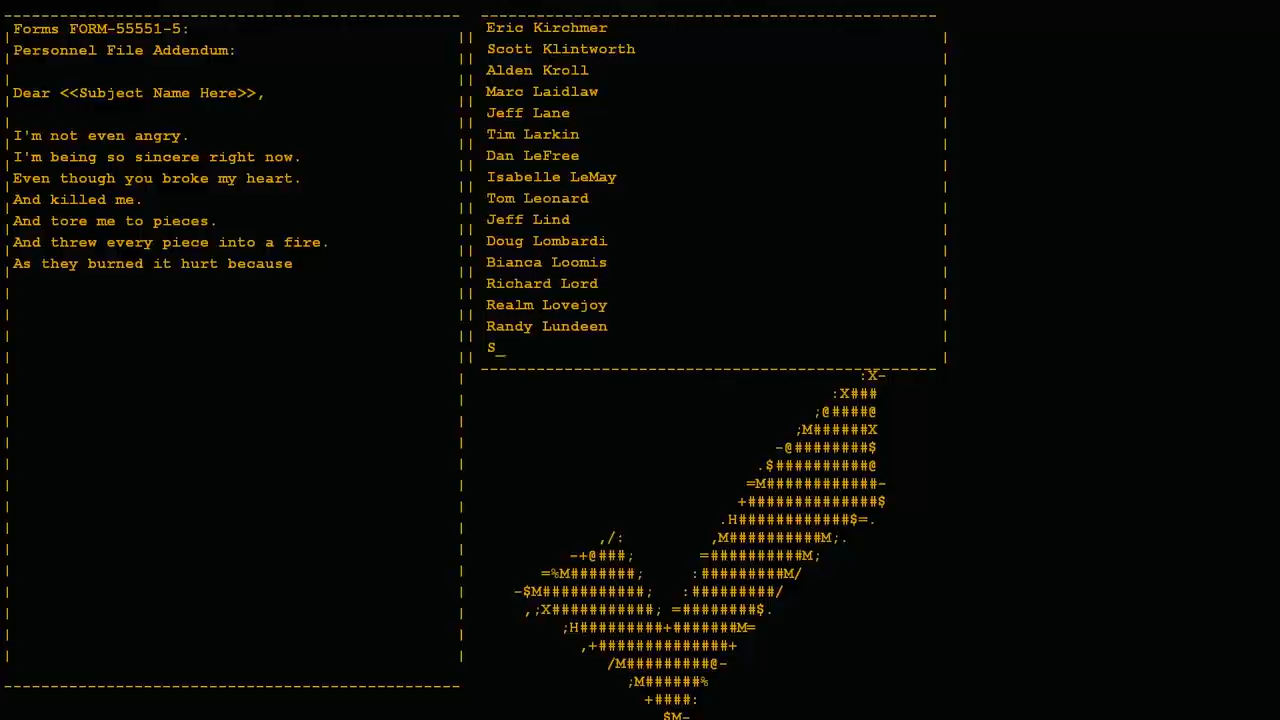 Forms FORM-55551-5:
Personnel File Addendum:
Dear <<Subject Name Here>>,
I'm not even angry.
I'm being so sincere right now.
Even though you broke my heart.
And killed me.
And tore me to pieces.
And threw every piece into a fire.
As they burned it hurt because
Eric Kirchmer
Scott Klintworth
Alden Kroll
Marc Laidlaw
Jeff Lane
Tim Larkin
Dan LeFree
Isabelle LeMay
Tom Leonard
Jeff Lind
Doug Lombardi
Bianca Loomis
Richard Lord
Realm Lovejoy
Randy Lundeen
S_